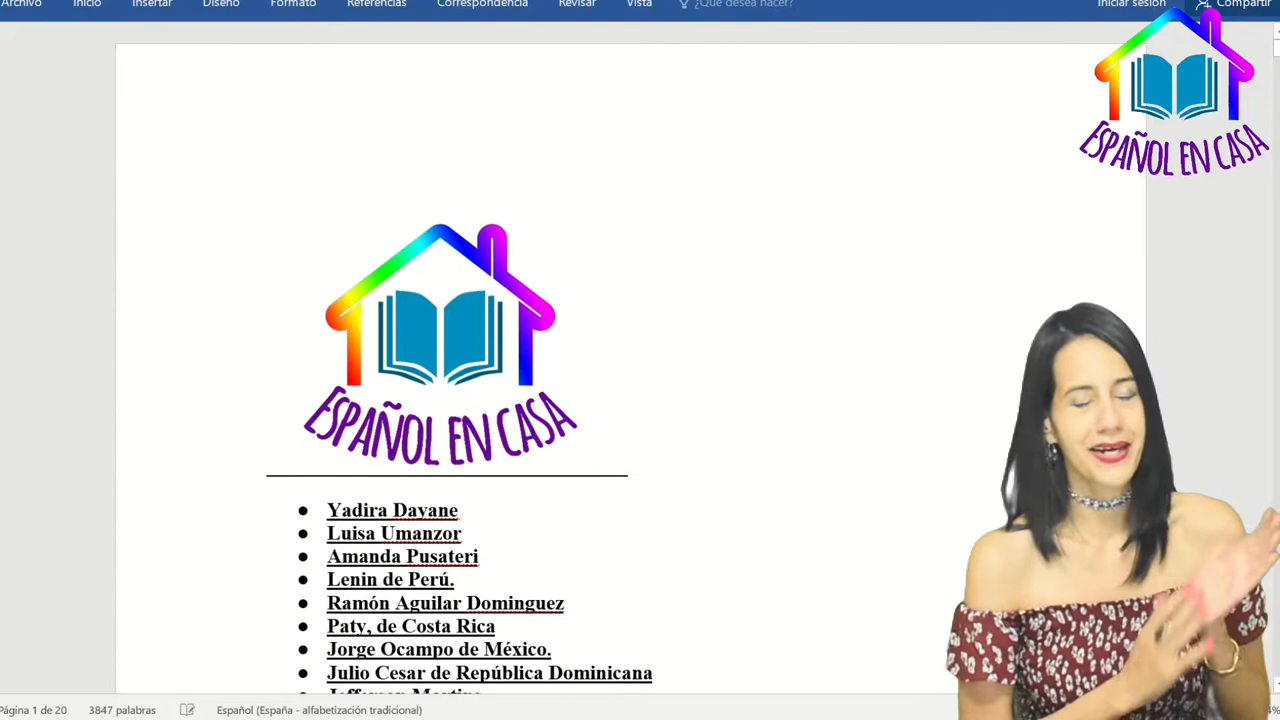 Archivo Inicio Insertar Diseño Formato Referencias Correspondencia Revisar Vista ¿Qué desea hacer? Iniciar sesión Compartir
ESPAÑOL EN CASA
ESPAÑOL EN CASA
● Yadira Dayane
● Luisa Umanzor
● Amanda Pusateri
● Lenin de Perú.
● Ramón Aguilar Dominguez
● Paty, de Costa Rica
● Jorge Ocampo de México.
● Julio Cesar de República Dominicana
Página 1 de 20 3847 palabras Español (España - alfabetización tradicional)